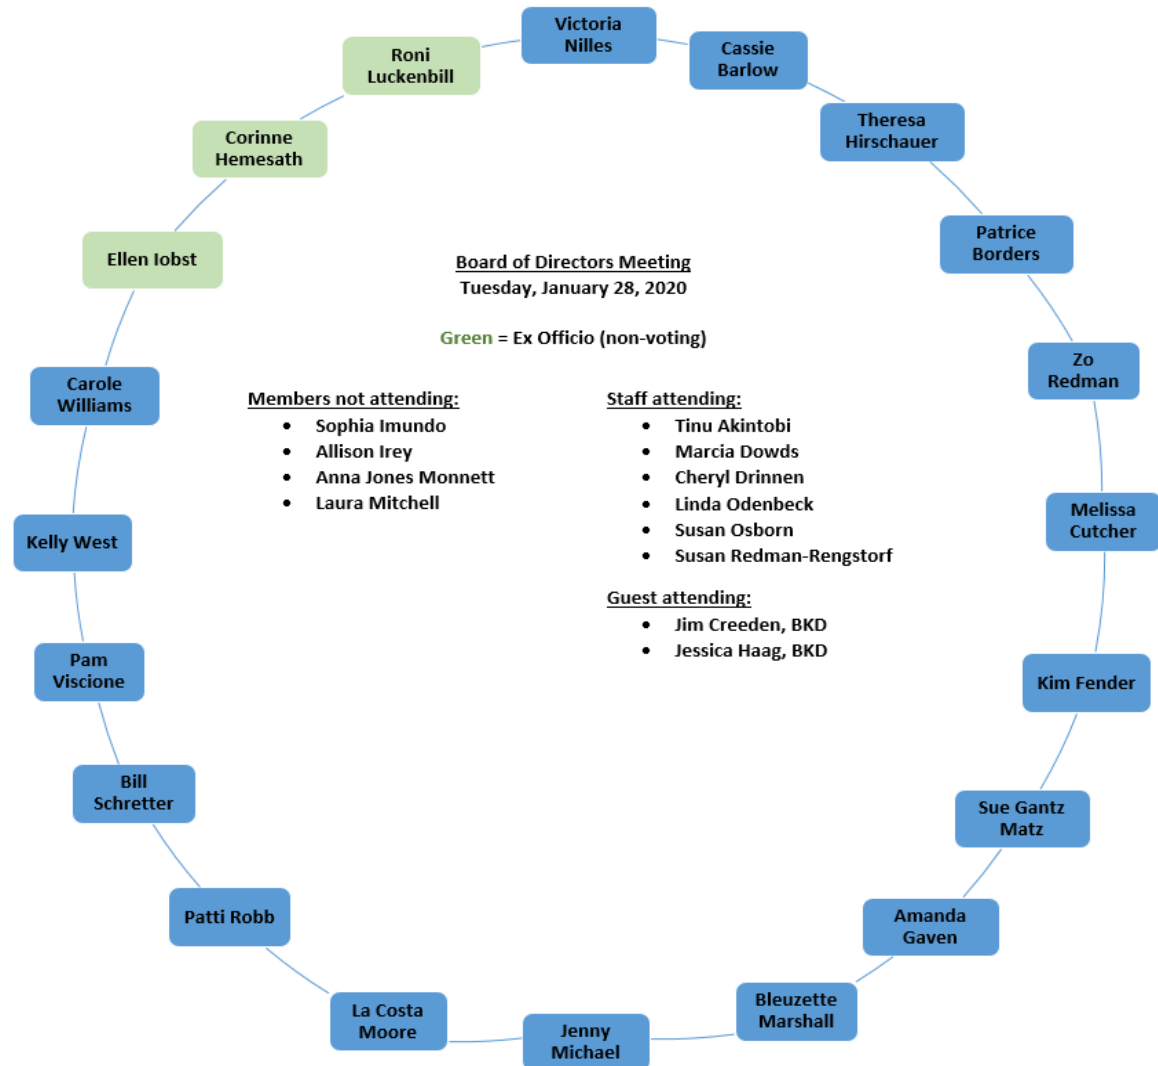 Victoria
Nilles
Cassie
Barlow
Theresa
Hirschauer
Patrice
Borders
Zo
Redman
Melissa
Cutcher
Kim Fender
Sue Gantz
Matz
Amanda
Gaven
Bleuzette
Marshall
Jenny
Michael
La Costa
Moore
Patti Robb
Bill
Schretter
Pam
Viscione
Kelly West
Carole
Williams
Ellen Iobst
Corinne
Hemesath
Roni
Luckenbill
Board of Directors Meeting
Tuesday, January 28, 2020
Green = Ex Officio (non-voting)
Members not attending:
• Sophia Imundo
• Allison Irey
• Anna Jones Monnett
• Laura Mitchell
Staff attending:
• Tinu Akintobi
• Marcia Dowds
• Cheryl Drinnen
• Linda Odenbeck
• Susan Osborn
• Susan Redman-Rengstorf
Guest attending:
• Jim Creeden, BKD
• Jessica Haag, BKD